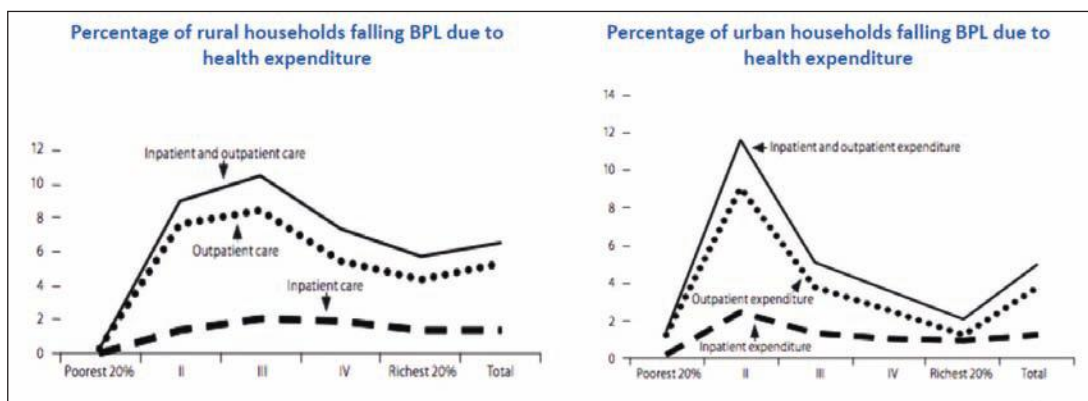 Percentage of rural households falling BPL due to
health expenditure
12
10
8
6
4
2
0
Inpatient and outpatient care
Outpatient care
Inpatient care
Poorest 20% II III IV Richest 20% Total
Percentage of urban households falling BPL due to
health expenditure
14
12
10
8
6
4
2
0
Inpatient and outpatient expenditure
Outpatient expenditure
Inpatient expenditure
Poorest 20% II III IV Richest 20% Total